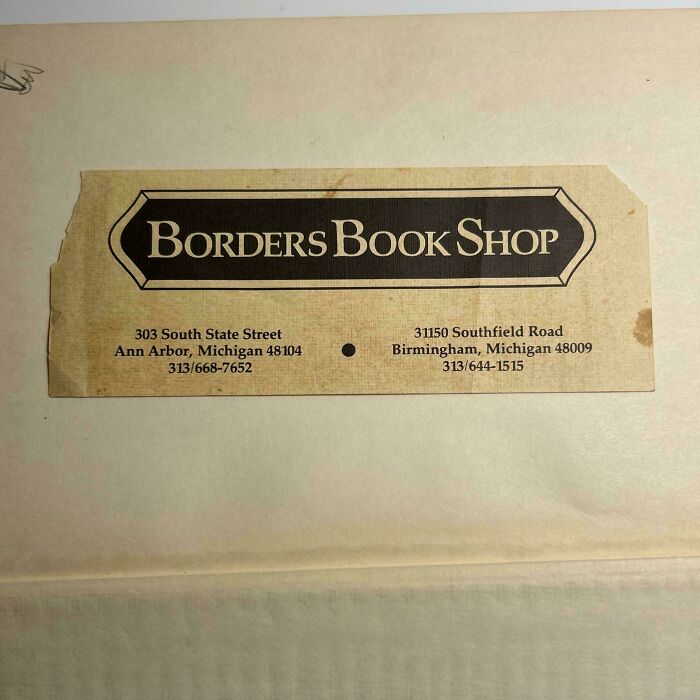 BORDERS BOOK SHOP
303 South State Street
Ann Arbor, Michigan 48104
313/668-7652
31150 Southfield Road
Birmingham, Michigan 48009
313/644-1515